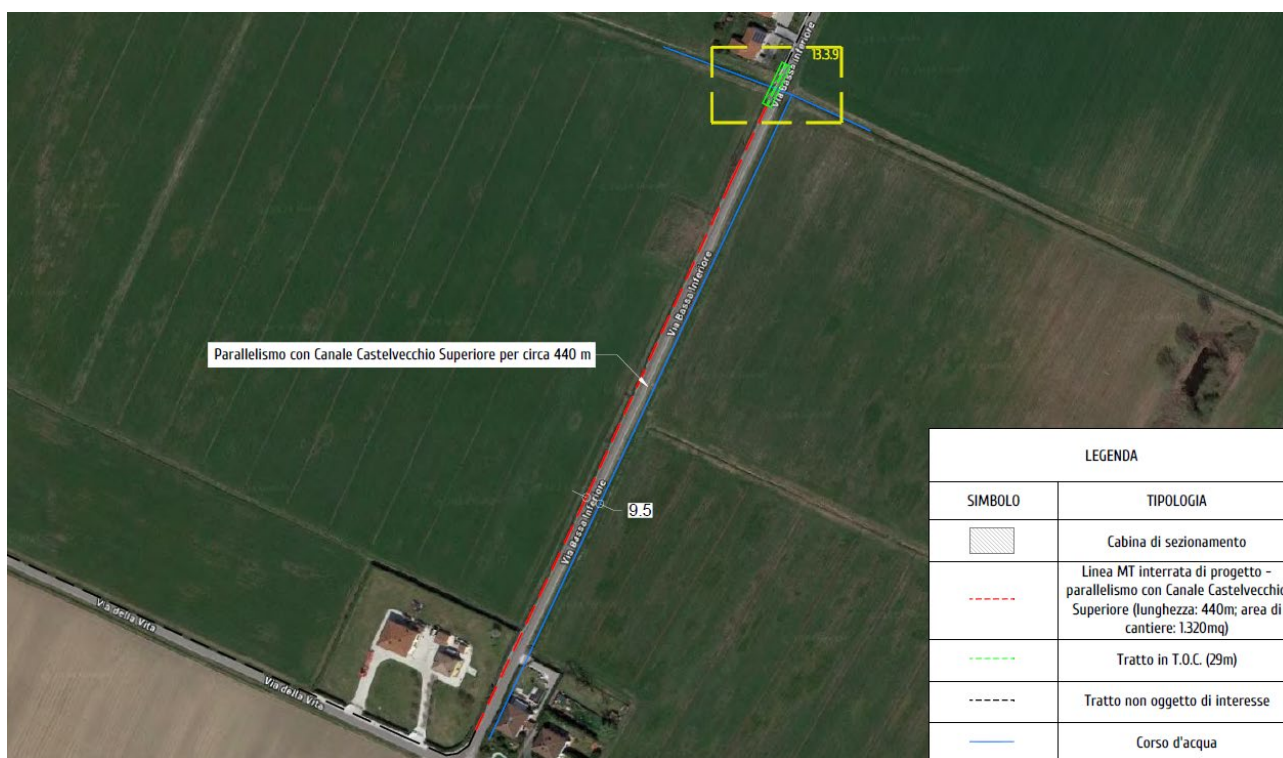 13.3.9
Via Bassa Inferiore
Via Bassa Inferiore
Parallelismo con Canale Castelvecchio Superiore per circa 440 m
9.5
Via Bassa Inferiore
Via della Vita
Via della Vita
LEGENDA
SIMBOLO TIPOLOGIA
Cabina di sezionamento
Linea MT interrata di progetto -
parallelismo con Canale Castelvecchio
Superiore (lunghezza: 440m; area di
cantiere: 1.320mq)
Tratto in T.O.C. (29m)
Tratto non oggetto di interesse
Corso d'acqua